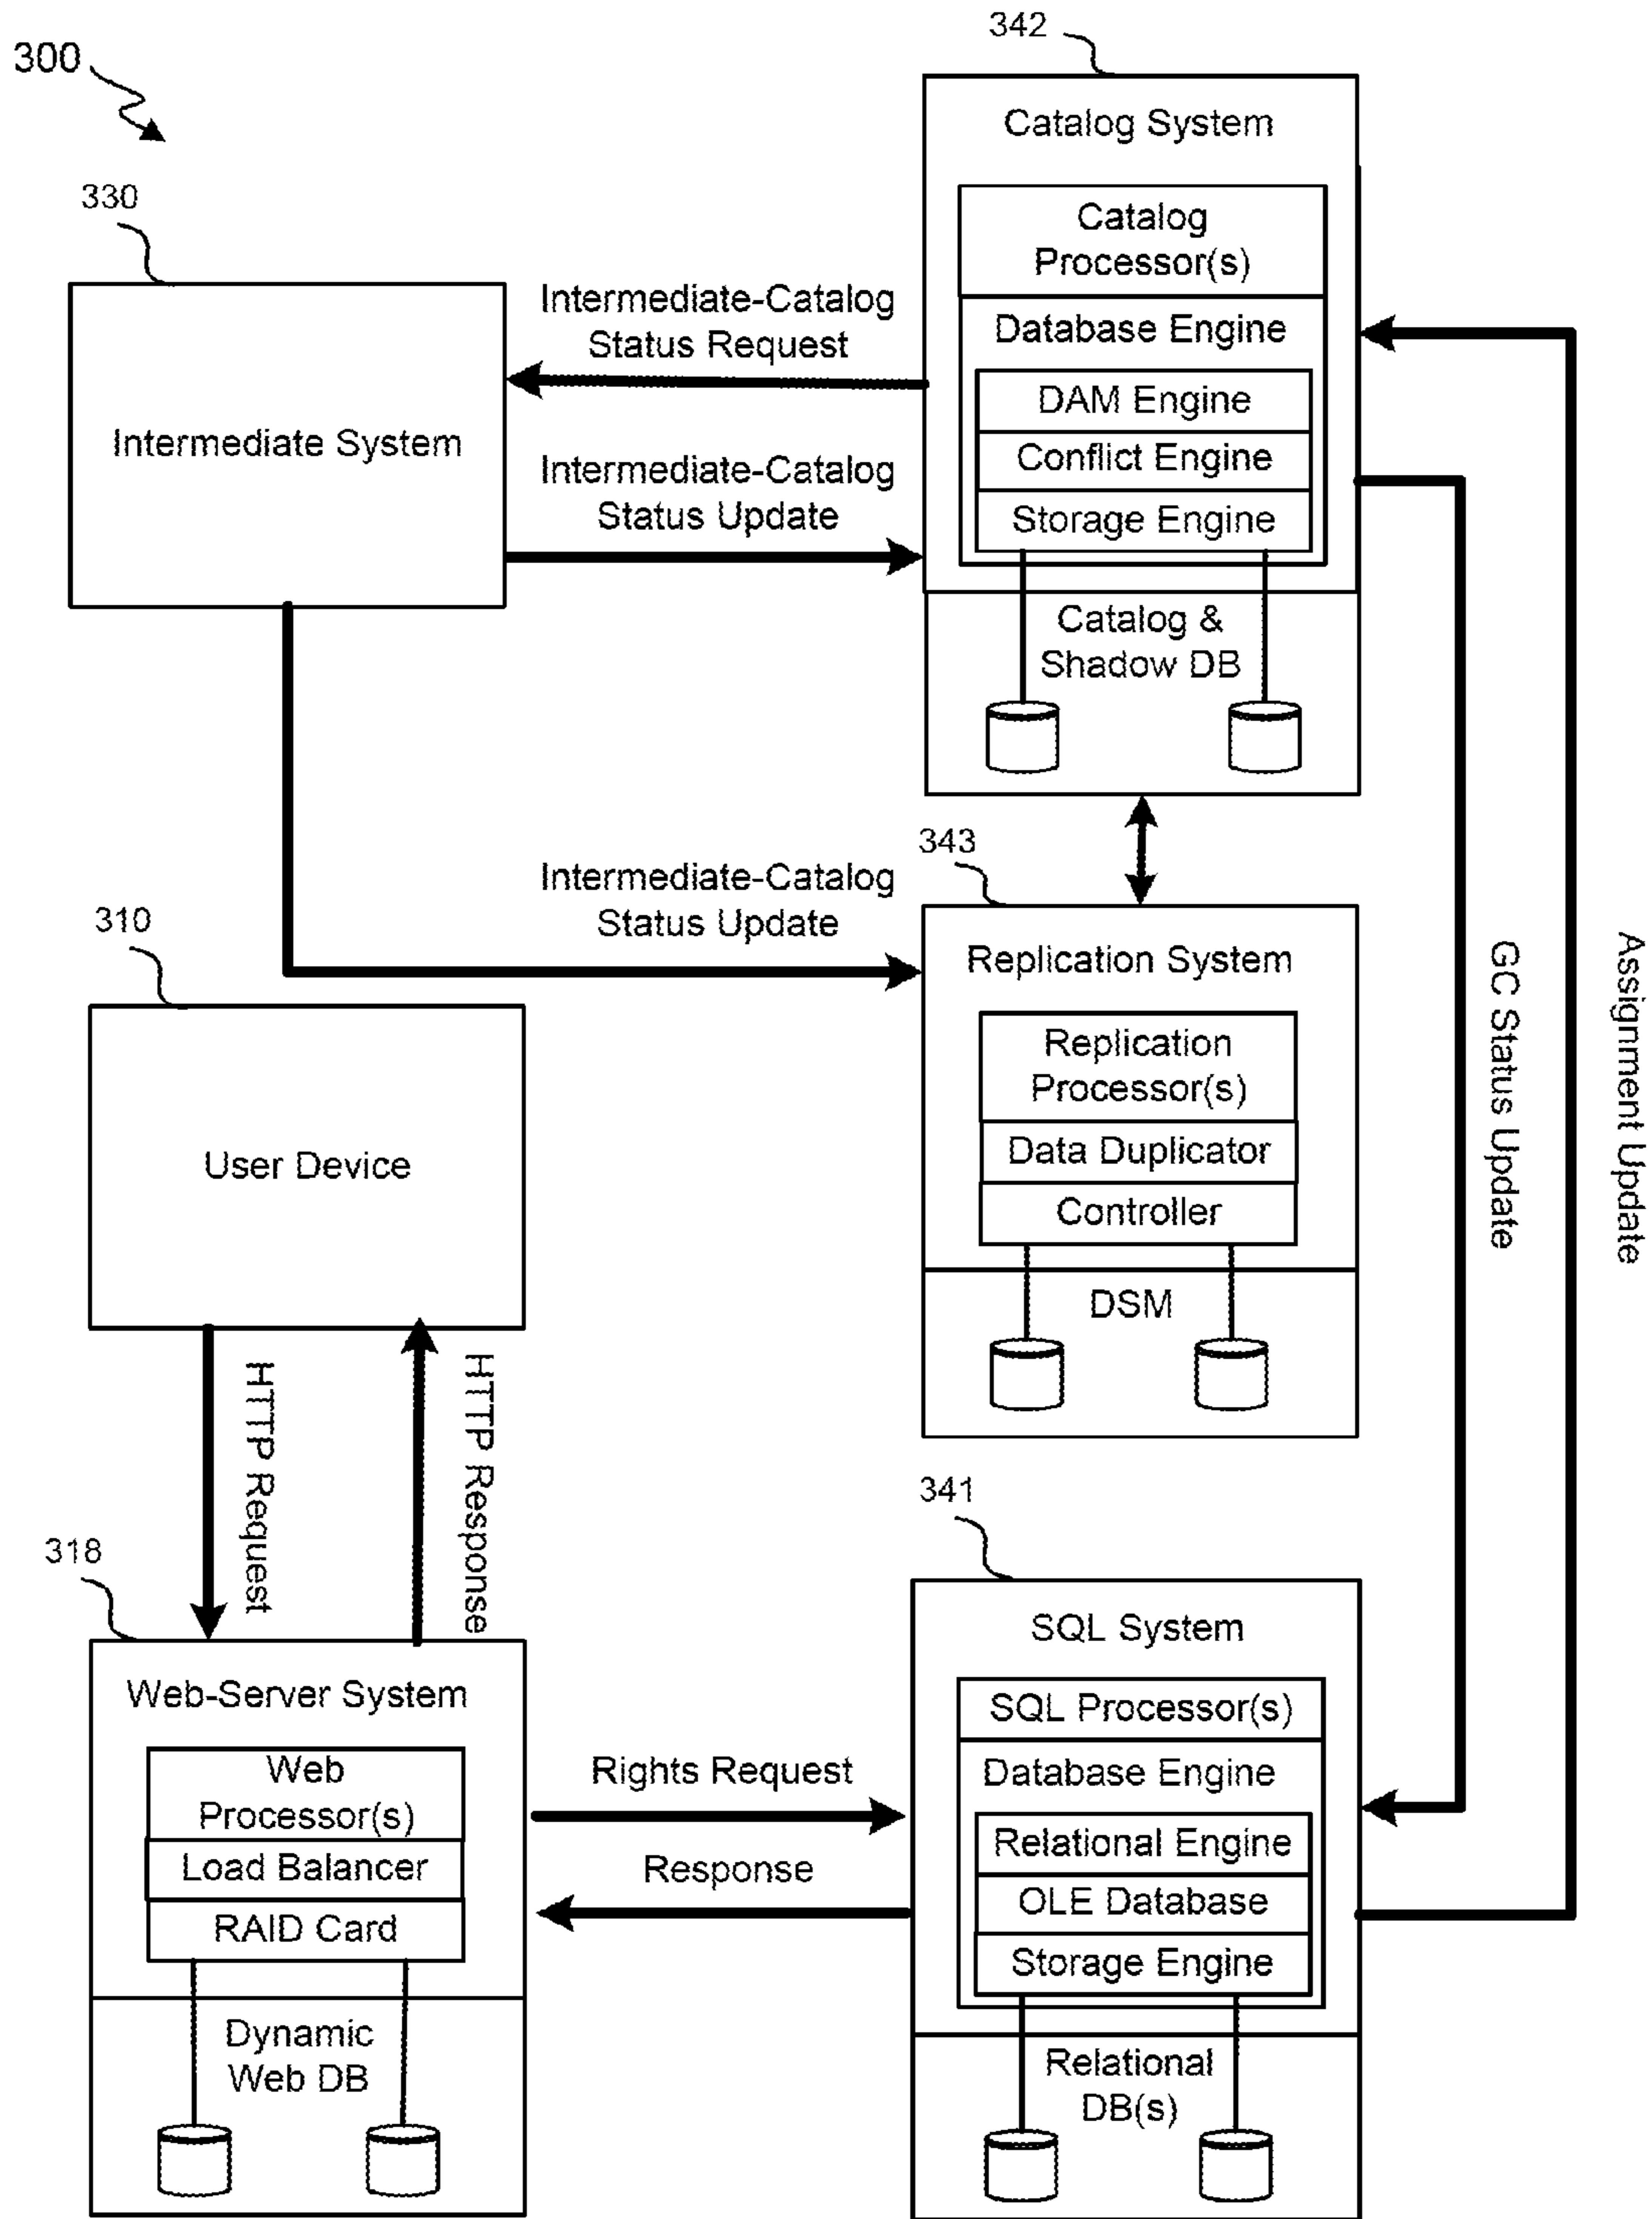 300
342
Catalog System
Catalog
Processor(s)
Database Engine
DAM Engine
Conflict Engine
Storage Engine
Catalog &
Shadow DB
330
Intermediate System
Intermediate-Catalog
Status Request
Intermediate-Catalog
Status Update
Intermediate-Catalog
Status Update
343
Replication System
Replication
Processor(s)
Data Duplicator
Controller
DSM
GC Status Update
Assignment Update
310
User Device
HTTP Request
HTTP Response
318
Web-Server System
Web
Processor(s)
Load Balancer
RAID Card
Dynamic
Web DB
Rights Request
Response
341
SQL System
SQL Processor(s)
Database Engine
Relational Engine
OLE Database
Storage Engine
Relational
DB(s)